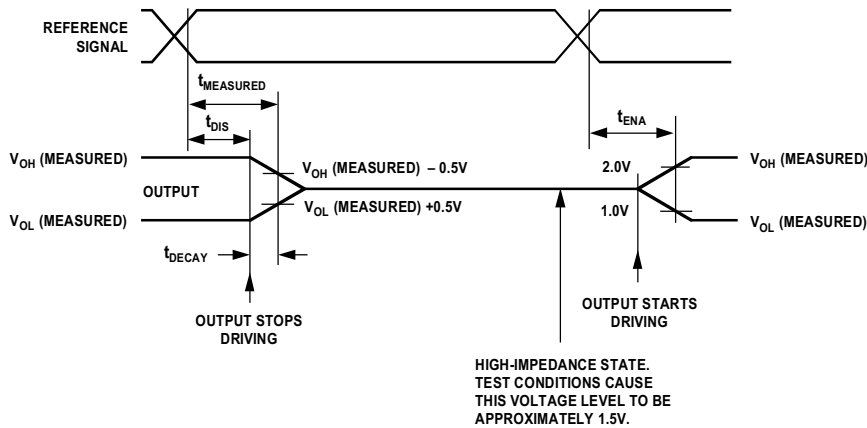 REFERENCE
SIGNAL
tMEASURED
tDIS
tENA
VOH (MEASURED)
VOH (MEASURED) – 0.5V
2.0V
VOH (MEASURED)
OUTPUT
VOL (MEASURED)
VOL (MEASURED) +0.5V
1.0V
VOL (MEASURED)
tDECAY
OUTPUT STOPS
DRIVING
OUTPUT STARTS
DRIVING
HIGH-IMPEDANCE STATE.
TEST CONDITIONS CAUSE
THIS VOLTAGE LEVEL TO BE
APPROXIMATELY 1.5V.